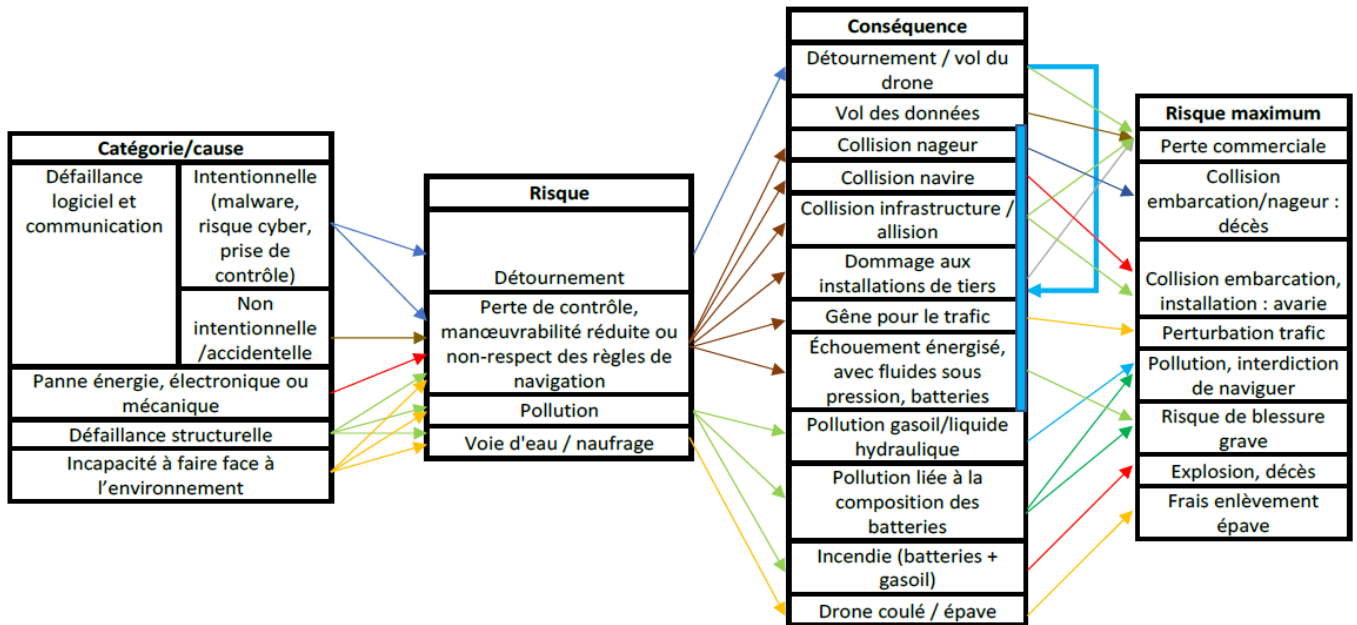 Catégorie/cause
Défaillance
logiciel et
communication
Intentionnelle
(malware,
risque cyber,
prise de
contrôle)
Non
intentionnelle
/accidentelle
Panne énergie, électronique ou
mécanique
Défaillance structurelle
Incapacité à faire face à
l’environnement
Risque
Détournement
Perte de contrôle,
manœuvrabilité réduite ou
non-respect des règles de
navigation
Pollution
Voie d'eau / naufrage
Conséquence
Détournement / vol du
drone
Vol des données
Collision nageur
Collision navire
Collision infrastructure /
allision
Dommage aux
installations de tiers
Gêne pour le trafic
Échouement énergisé,
avec fluides sous
pression, batteries
Pollution gasoil/liquide
hydraulique
Pollution liée à la
composition des
batteries
Incendie (batteries +
gasoil)
Drone coulé / épave
Risque maximum
Perte commerciale
Collision
embarcation/nageur :
décès
Collision embarcation,
installation : avarie
Perturbation trafic
Pollution, interdiction
de naviguer
Risque de blessure
grave
Explosion, décès
Frais enlèvement
épave